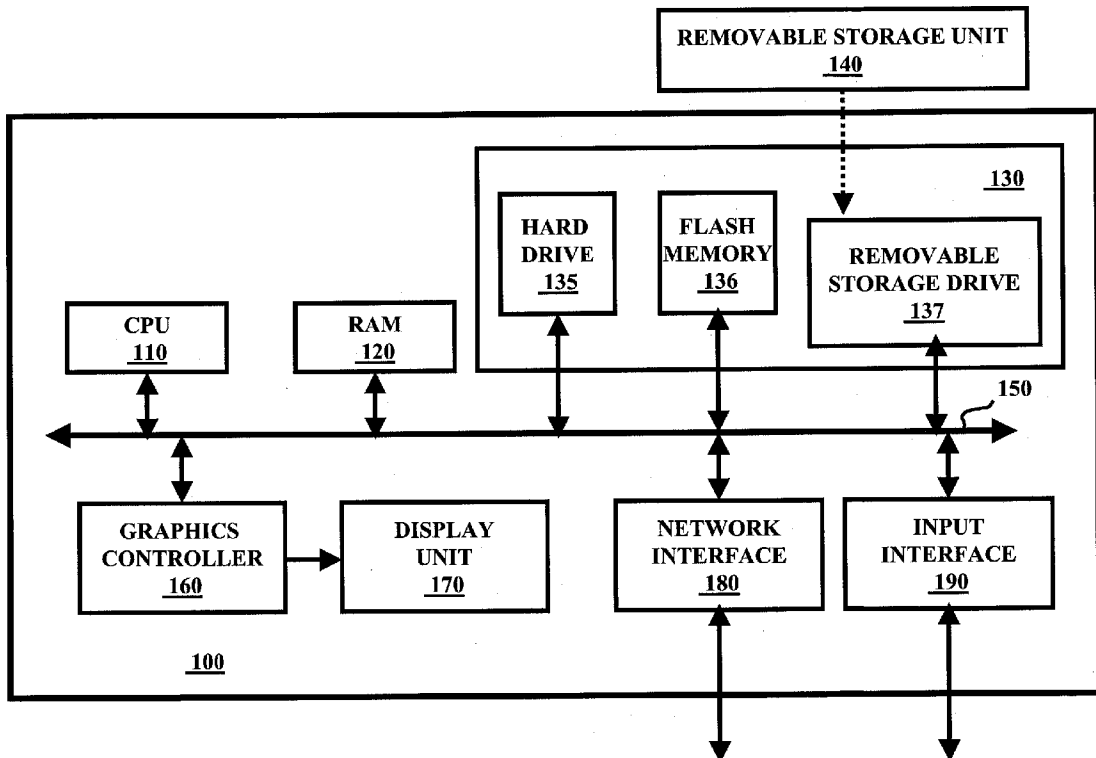 REMOVABLE STORAGE UNIT
140
130
HARD
DRIVE
135
FLASH
MEMORY
136
REMOVABLE
STORAGE DRIVE
137
CPU
110
RAM
120
150
GRAPHICS
CONTROLLER
160
DISPLAY
UNIT
170
NETWORK
INTERFACE
180
INPUT
INTERFACE
190
100